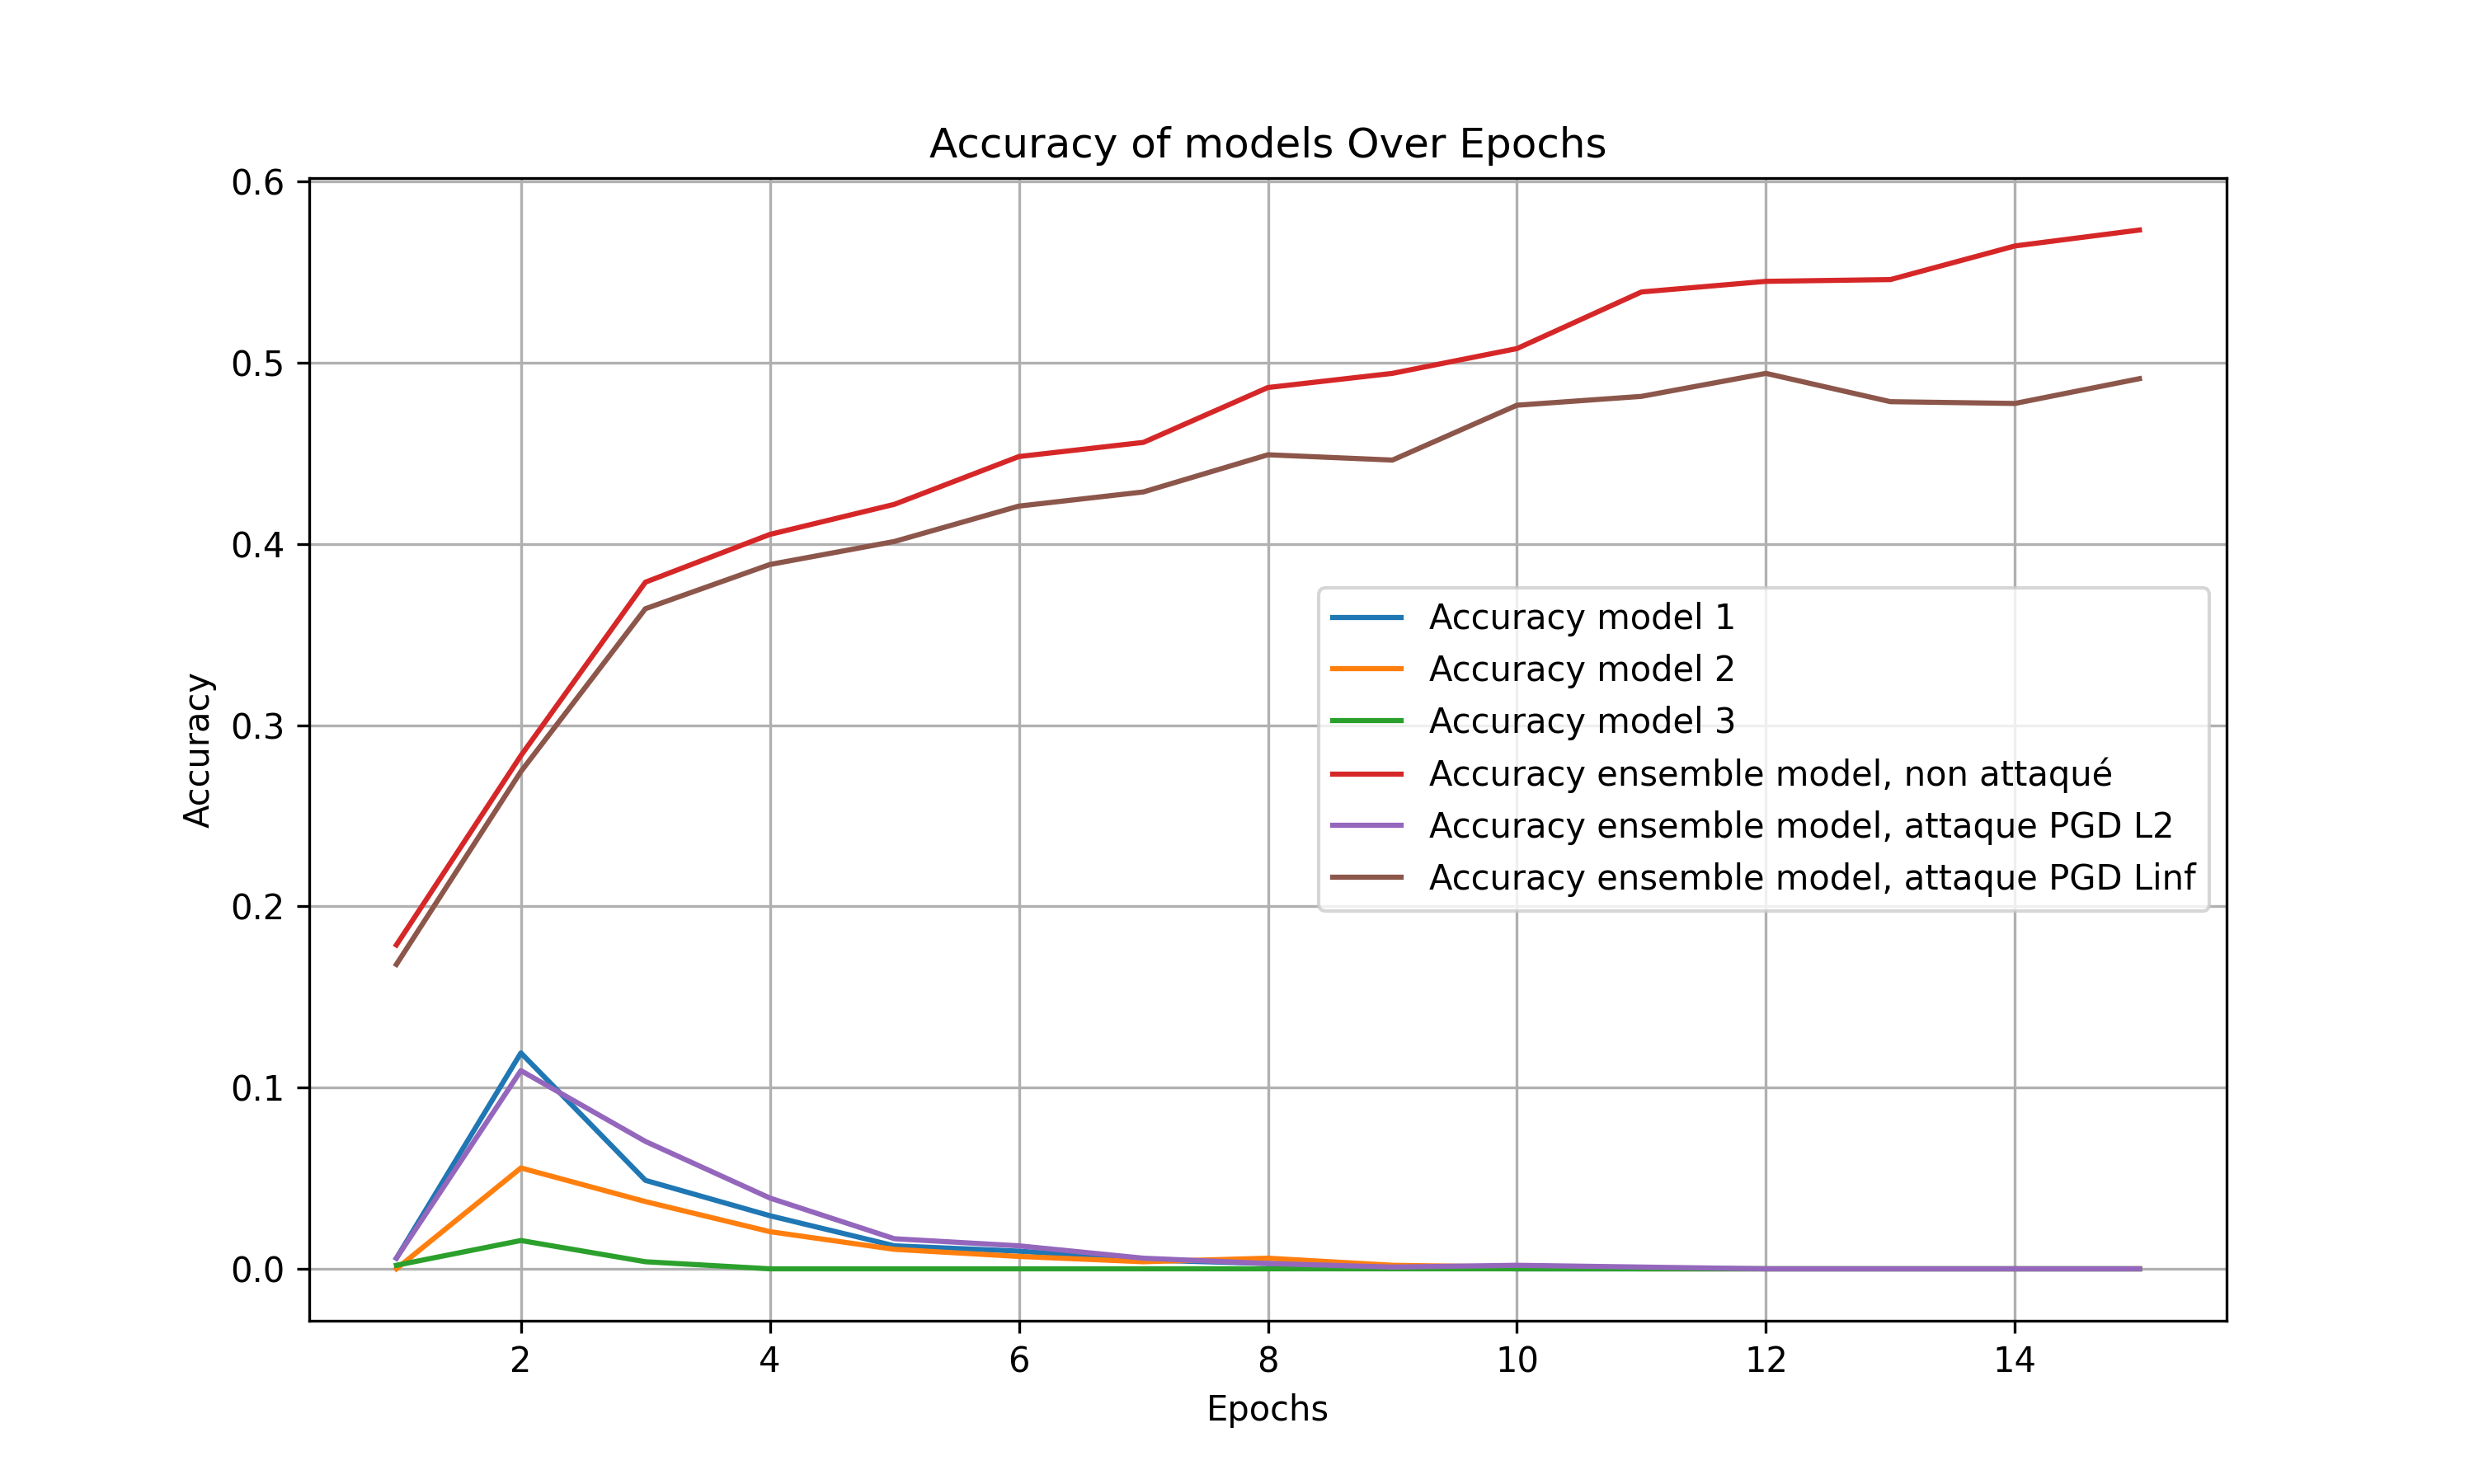 Accuracy of models Over Epochs
0.6
0.5
0.4
0.3
0.2
0.1
0.0
Accuracy
Accuracy model 1
Accuracy model 2
Accuracy model 3
Accuracy ensemble model, non attaqué
Accuracy ensemble model, attaque PGD L2
Accuracy ensemble model, attaque PGD Linf
2 4 6 8 10 12 14
Epochs